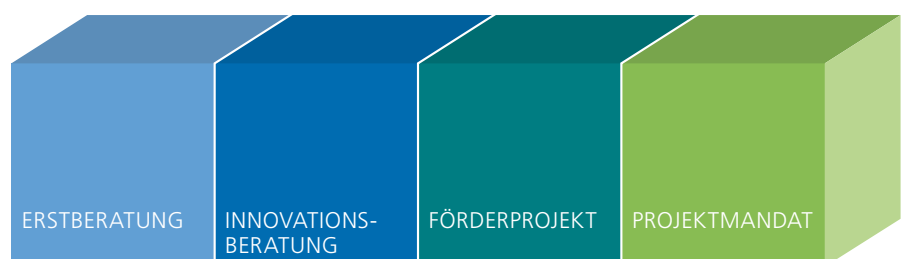 ERSTBERATUNG
INNOVATIONS-
BERATUNG
FÖRDERPROJEKT
PROJEKTMANDAT